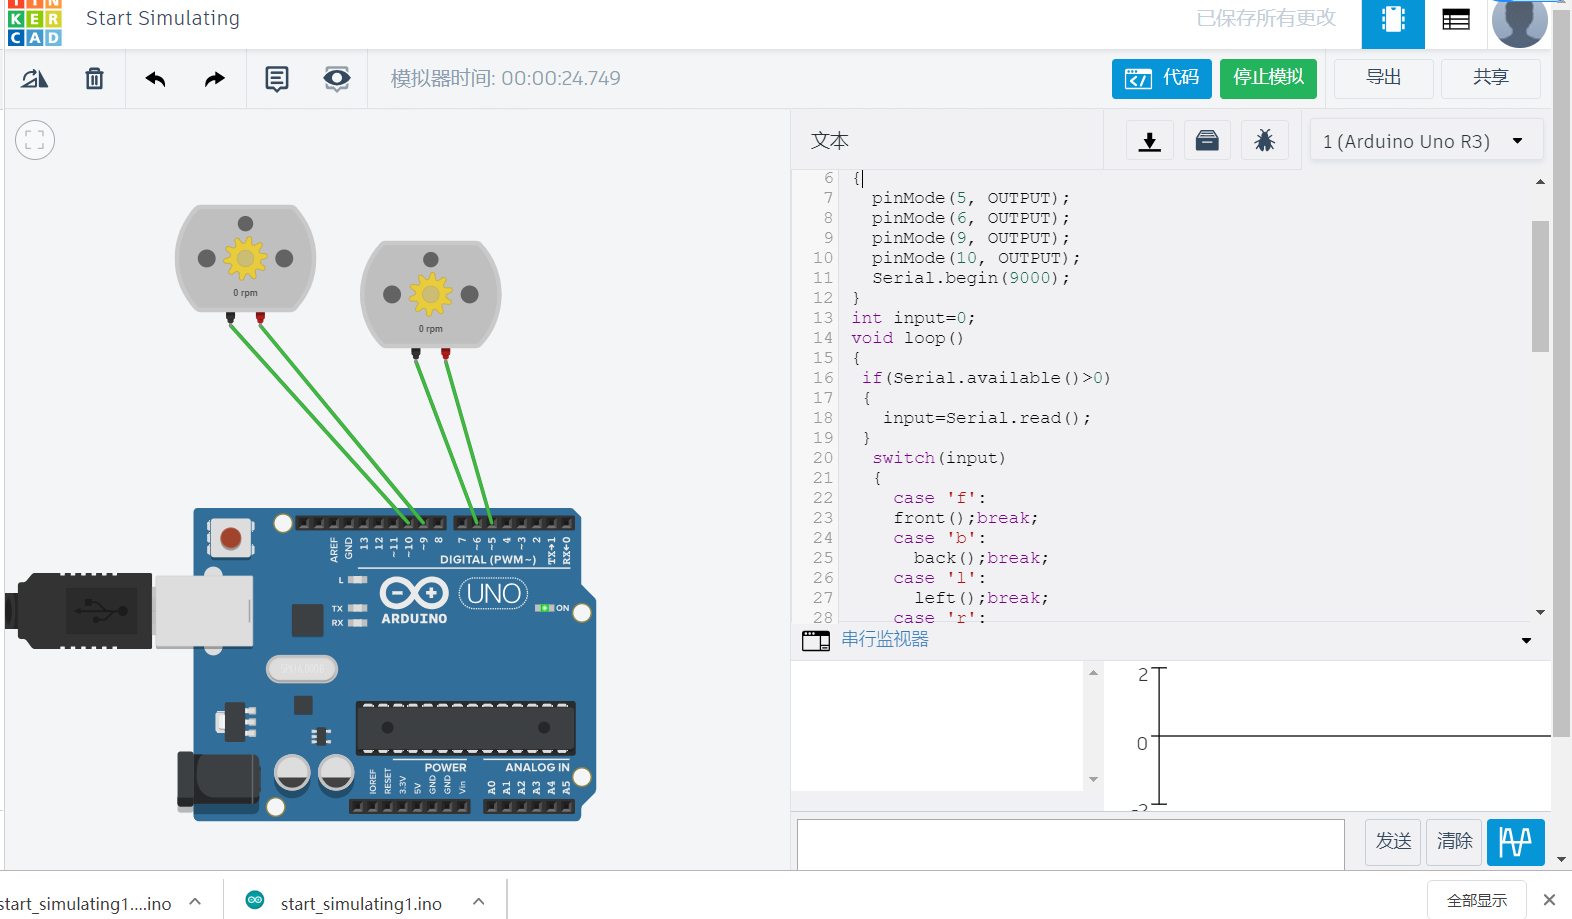 TINKERCAD
Start Simulating
已保存所有更改
模拟器时间: 00:00:24.749
代码
停止模拟
导出
共享
文本
1 (Arduino Uno R3)
6 {
7 pinMode(5, OUTPUT);
8 pinMode(6, OUTPUT);
9 pinMode(9, OUTPUT);
10 pinMode(10, OUTPUT);
11 Serial.begin(9000);
12 }
13 int input=0;
14 void loop()
15 {
16 if(Serial.available()>0)
17 {
18 input=Serial.read();
19 }
20 switch(input)
21 {
22 case 'f':
23 front();break;
24 case 'b':
25 back();break;
26 case 'l':
27 left();break;
28 case 'r':
串行监视器
2
0
-2
发送
清除
0 rpm
0 rpm
AREF
GND
13
12
~11
~10
~9
8
7
~6
~5
4
~3
2
TX→1
RX←0
DIGITAL (PWM~)
L
TX
RX
ARDUINO
UNO
ON
POWER
ANALOG IN
IOREF
RESET
3.3V
5V
GND
GND
Vin
A0
A1
A2
A3
A4
A5
start_simulating1....ino
start_simulating1.ino
全部显示